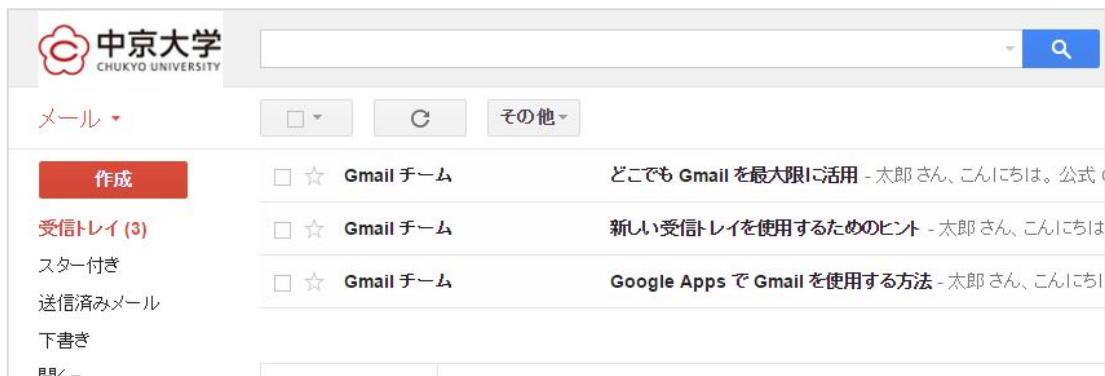 中京大学
CHUKYO UNIVERSITY
メール
その他
作成
Gmail チーム
どこでも Gmail を最大限に活用 - 太郎 さん、こんにちは。 公式
受信トレイ (3)
Gmail チーム
新しい受信トレイを使用するためのヒント - 太郎 さん、こんにちは
スター付き
Gmail チーム
Google Apps で Gmail を使用する方法 - 太郎 さん、こんにち
送信済みメール
下書き